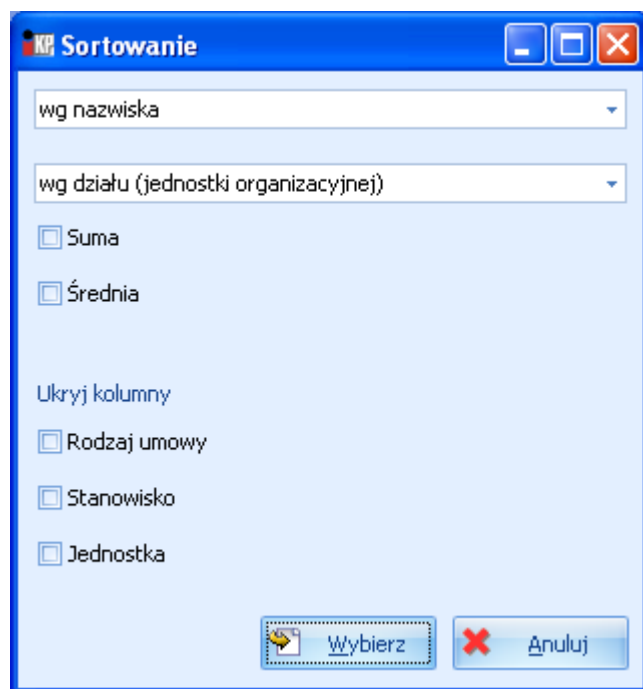 KP Sortowanie
wg nazwiska
wg działu (jednostki organizacyjnej)
Suma
Średnia
Ukryj kolumny
Rodzaj umowy
Stanowisko
Jednostka
Wybierz Anuluj